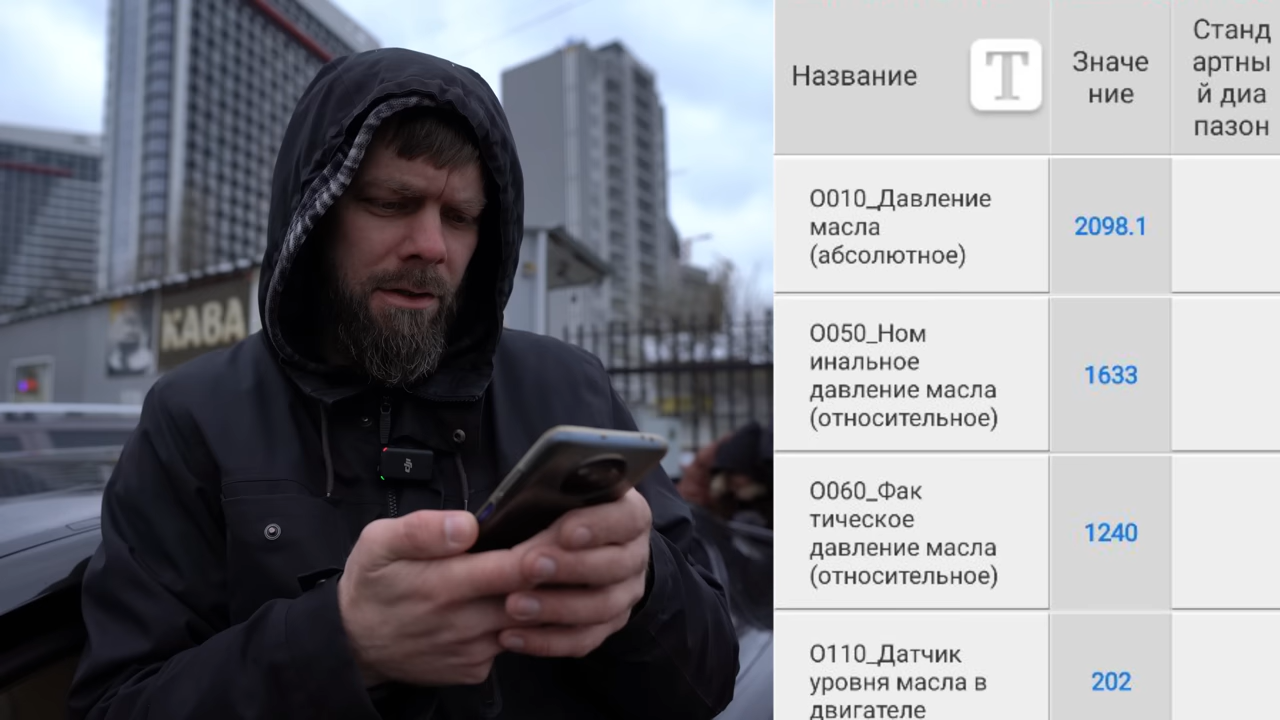 КАВА
dji
Название
T
Значе
ние
Станд
артны
й диа
пазон
O010_Давление
масла
(абсолютное)
2098.1
O050_Ном
инальное
давление масла
(относительное)
1633
O060_Фак
тическое
давление масла
(относительное)
1240
O110_Датчик
уровня масла в
двигателе
202